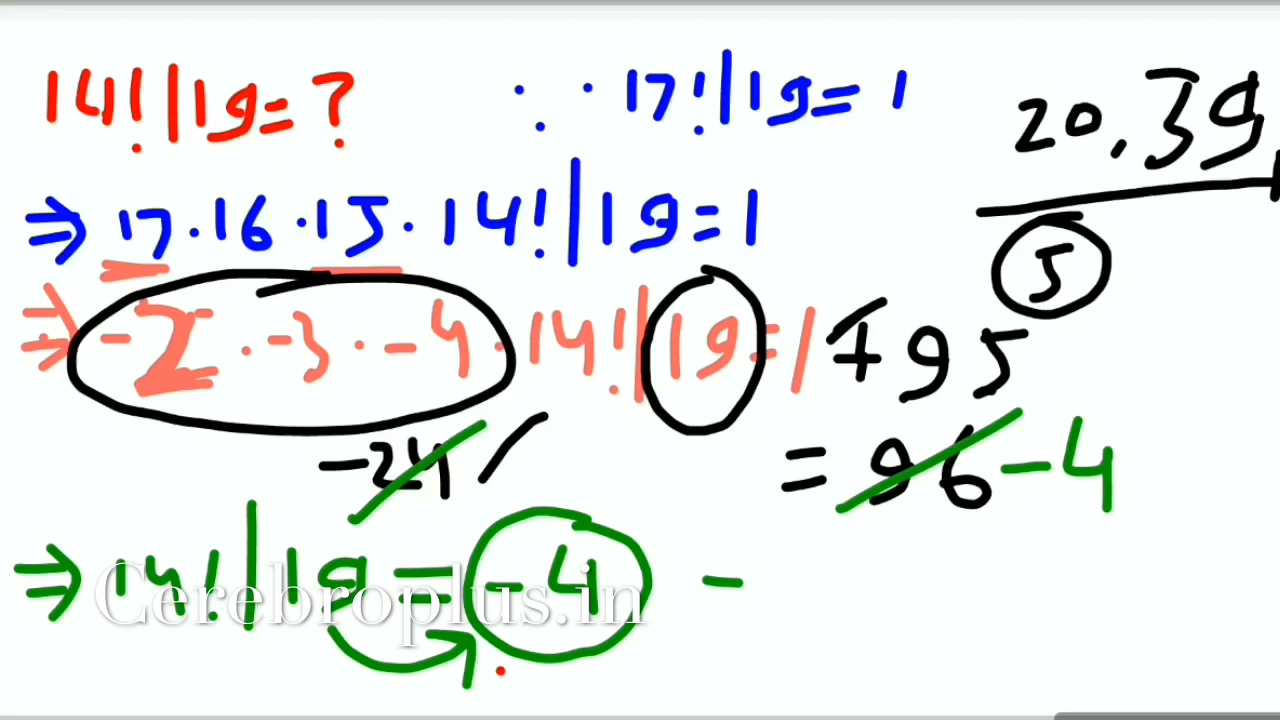 14! | 19 = ?
∵ 17! | 19 = 1
20.39
5
⇒ 17 · 16 · 15 · 14! | 19 = 1
⇒ -2 · -3 · -4 · 14! | 19 = 1
+95
-24 /
= 96 -4
⇒ 14! | 19 = -4 -
Cerebroplus.in